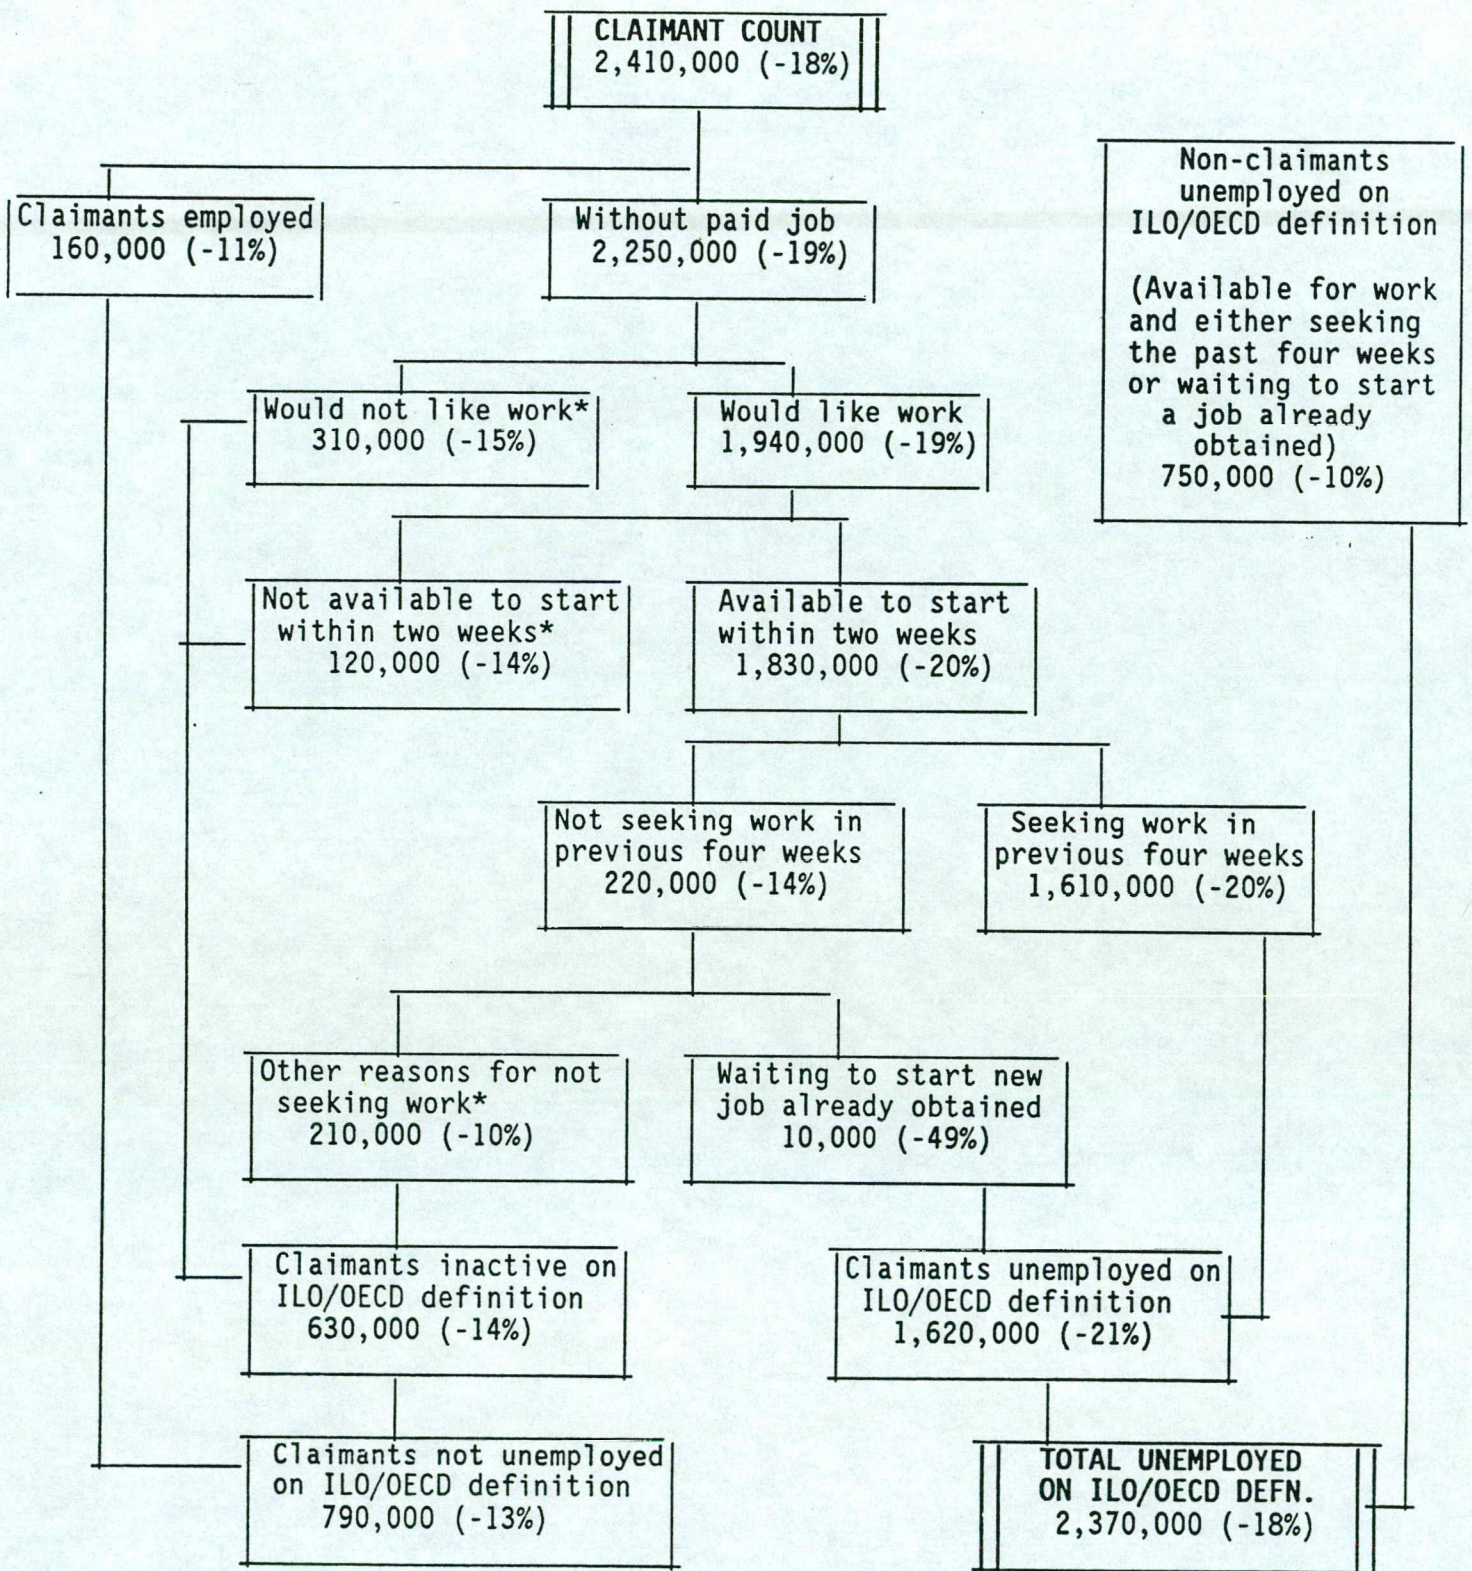 CLAIMANT COUNT
2,410,000 (-18%)
Non-claimants
unemployed on
ILO/OECD definition
(Available for work
and either seeking
the past four weeks
or waiting to start
a job already
obtained)
750,000 (-10%)
Claimants employed
160,000 (-11%)
Without paid job
2,250,000 (-19%)
Would not like work*
310,000 (-15%)
Would like work
1,940,000 (-19%)
Not available to start
within two weeks*
120,000 (-14%)
Available to start
within two weeks
1,830,000 (-20%)
Not seeking work in
previous four weeks
220,000 (-14%)
Seeking work in
previous four weeks
1,610,000 (-20%)
Other reasons for not
seeking work*
210,000 (-10%)
Waiting to start new
job already obtained
10,000 (-49%)
Claimants inactive on
ILO/OECD definition
630,000 (-14%)
Claimants unemployed on
ILO/OECD definition
1,620,000 (-21%)
Claimants not unemployed
on ILO/OECD definition
790,000 (-13%)
TOTAL UNEMPLOYED
ON ILO/OECD DEFN.
2,370,000 (-18%)